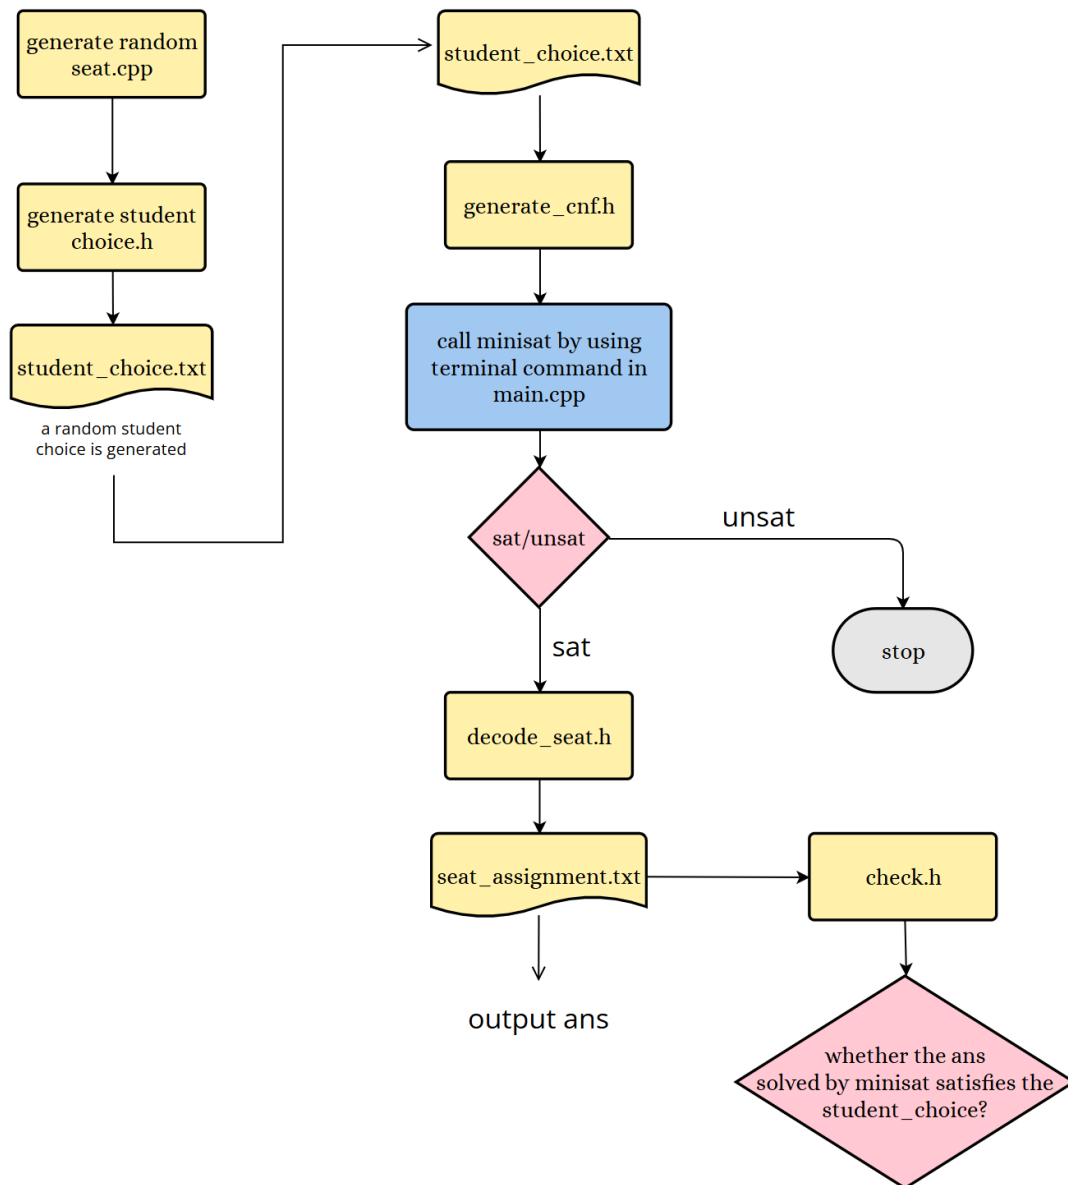 generate random
seat.cpp
generate student
choice.h
student_choice.txt
a random student
choice is generated
student_choice.txt
generate_cnf.h
call minisat by using
terminal command in
main.cpp
sat/unsat
unsat
stop
sat
decode_seat.h
seat_assignment.txt
check.h
output ans
whether the ans
solved by minisat satisfies the
student_choice?